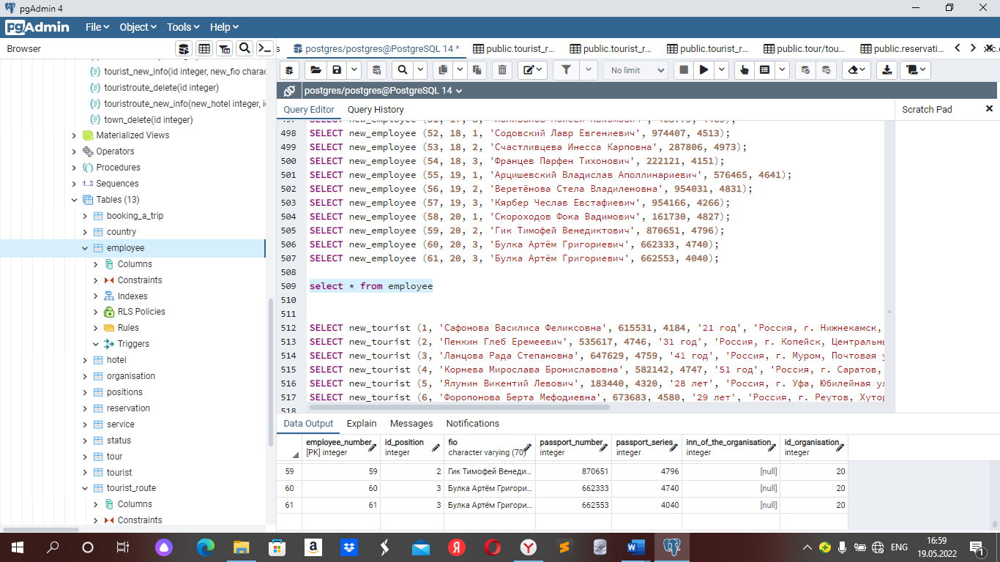 pgAdmin 4
pgAdmin File Object Tools Help
Browser
postgres/postgres@PostgreSQL 14 * public.tourist_r... public.tourist_r... public.tourist_r... public.tour/tou... public.reservati...
No limit
postgres/postgres@PostgreSQL 14
Query Editor Query History
Scratch Pad
tourist_new_info(id integer, new_fio charac
touristroute_delete(id integer)
touristroute_new_info(new_hotel integer, i
town_delete(id integer)
Materialized Views
Operators
Procedures
1..3 Sequences
Tables (13)
booking_a_trip
country
employee
Columns
Constraints
Indexes
RLS Policies
Rules
Triggers
hotel
organisation
positions
reservation
service
status
tour
tourist
tourist_route
Columns
Constraints
498 SELECT new_employee (52, 18, 1, 'Содовский Лавр Евгениевич', 974407, 4513);
499 SELECT new_employee (53, 18, 2, 'Счастливцева Инесса Карповна', 287806, 4973);
500 SELECT new_employee (54, 18, 3, 'Францев Парфен Тихонович', 222121, 4151);
501 SELECT new_employee (55, 19, 1, 'Арцишевский Владислав Аполлинариевич', 576465, 4641);
502 SELECT new_employee (56, 19, 2, 'Веретёнова Стела Владиленовна', 954031, 4831);
503 SELECT new_employee (57, 19, 3, 'Кярбер Чеслав Евстафиевич', 954166, 4266);
504 SELECT new_employee (58, 20, 1, 'Скороходов Фока Вадимович', 161730, 4827);
505 SELECT new_employee (59, 20, 2, 'Гик Тимофей Венедиктович', 870651, 4796);
506 SELECT new_employee (60, 20, 3, 'Булка Артём Григориевич', 662333, 4740);
507 SELECT new_employee (61, 20, 3, 'Булка Артём Григориевич', 662553, 4040);
508
509 select * from employee
510
511
512 SELECT new_tourist (1, 'Сафонова Василиса Феликсовна', 615531, 4184, '21 год', 'Россия, г. Нижнекамск,
513 SELECT new_tourist (2, 'Пенкин Глеб Еремеевич', 535617, 4746, '31 год', 'Россия, г. Копейск, Центральн
514 SELECT new_tourist (3, 'Ланцова Рада Степановна', 647629, 4759, '41 год', 'Россия, г. Муром, Почтовая у
515 SELECT new_tourist (4, 'Корнева Мирослава Брониславовна', 582142, 4747, '51 год', 'Россия, г. Саратов,
516 SELECT new_tourist (5, 'Ялунин Викентий Левович', 183440, 4320, '28 лет', 'Россия, г. Уфа, Юбилейная ул
517 SELECT new_tourist (6, 'Форопонова Берта Мефодиевна', 673683, 4580, '29 лет', 'Россия, г. Реутов, Хутор
518
Data Output Explain Messages Notifications
employee_number id_position fio passport_number passport_series inn_of_the_organisation id_organisation
[PK] integer integer character varying (70) integer integer integer integer
59 59 2 Гик Тимофей Венеди... 870651 4796 [null] 20
60 60 3 Булка Артём Григори... 662333 4740 [null] 20
61 61 3 Булка Артём Григори... 662553 4040 [null] 20
ENG
16:59
19.05.2022
1